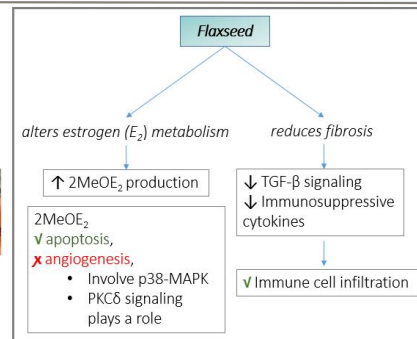 Flaxseed
alters estrogen (E₂) metabolism
↑ 2MeOE₂ production
2MeOE₂
√ apoptosis,
x angiogenesis,
• Involve p38-MAPK
• PKCδ signaling
plays a role
reduces fibrosis
↓ TGF-β signaling
↓ Immunosuppressive
cytokines
√ Immune cell infiltration